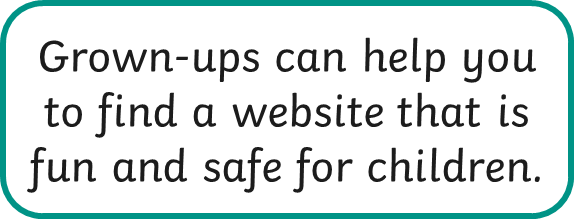 Grown-ups can help you
to find a website that is
fun and safe for children.